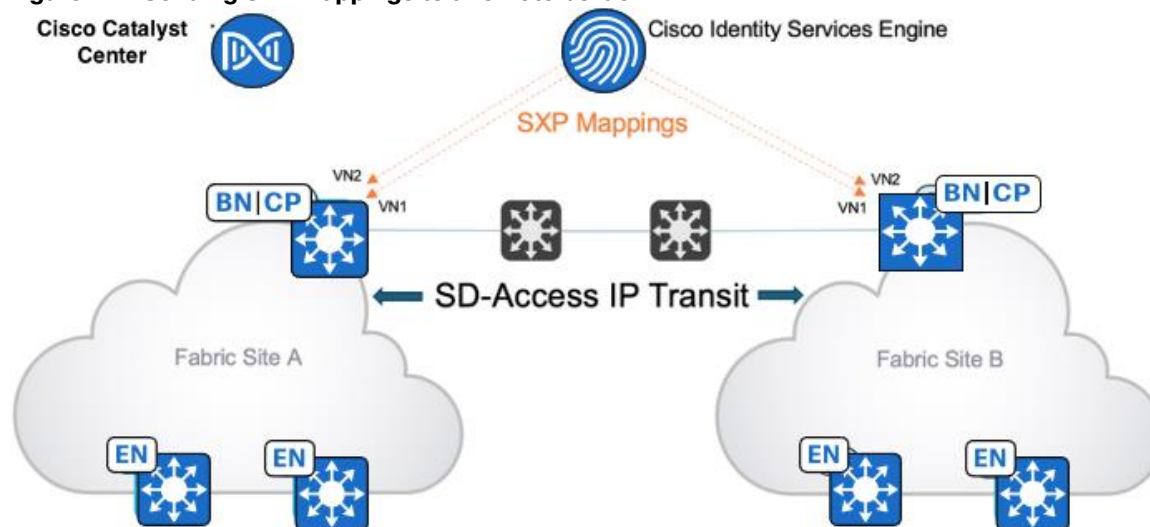 Cisco Catalyst
Center
Cisco Identity Services Engine
SXP Mappings
VN2
VN1
BN|CP
VN2
VN1
BN|CP
SD-Access IP Transit
Fabric Site A
Fabric Site B
EN
EN
EN
EN